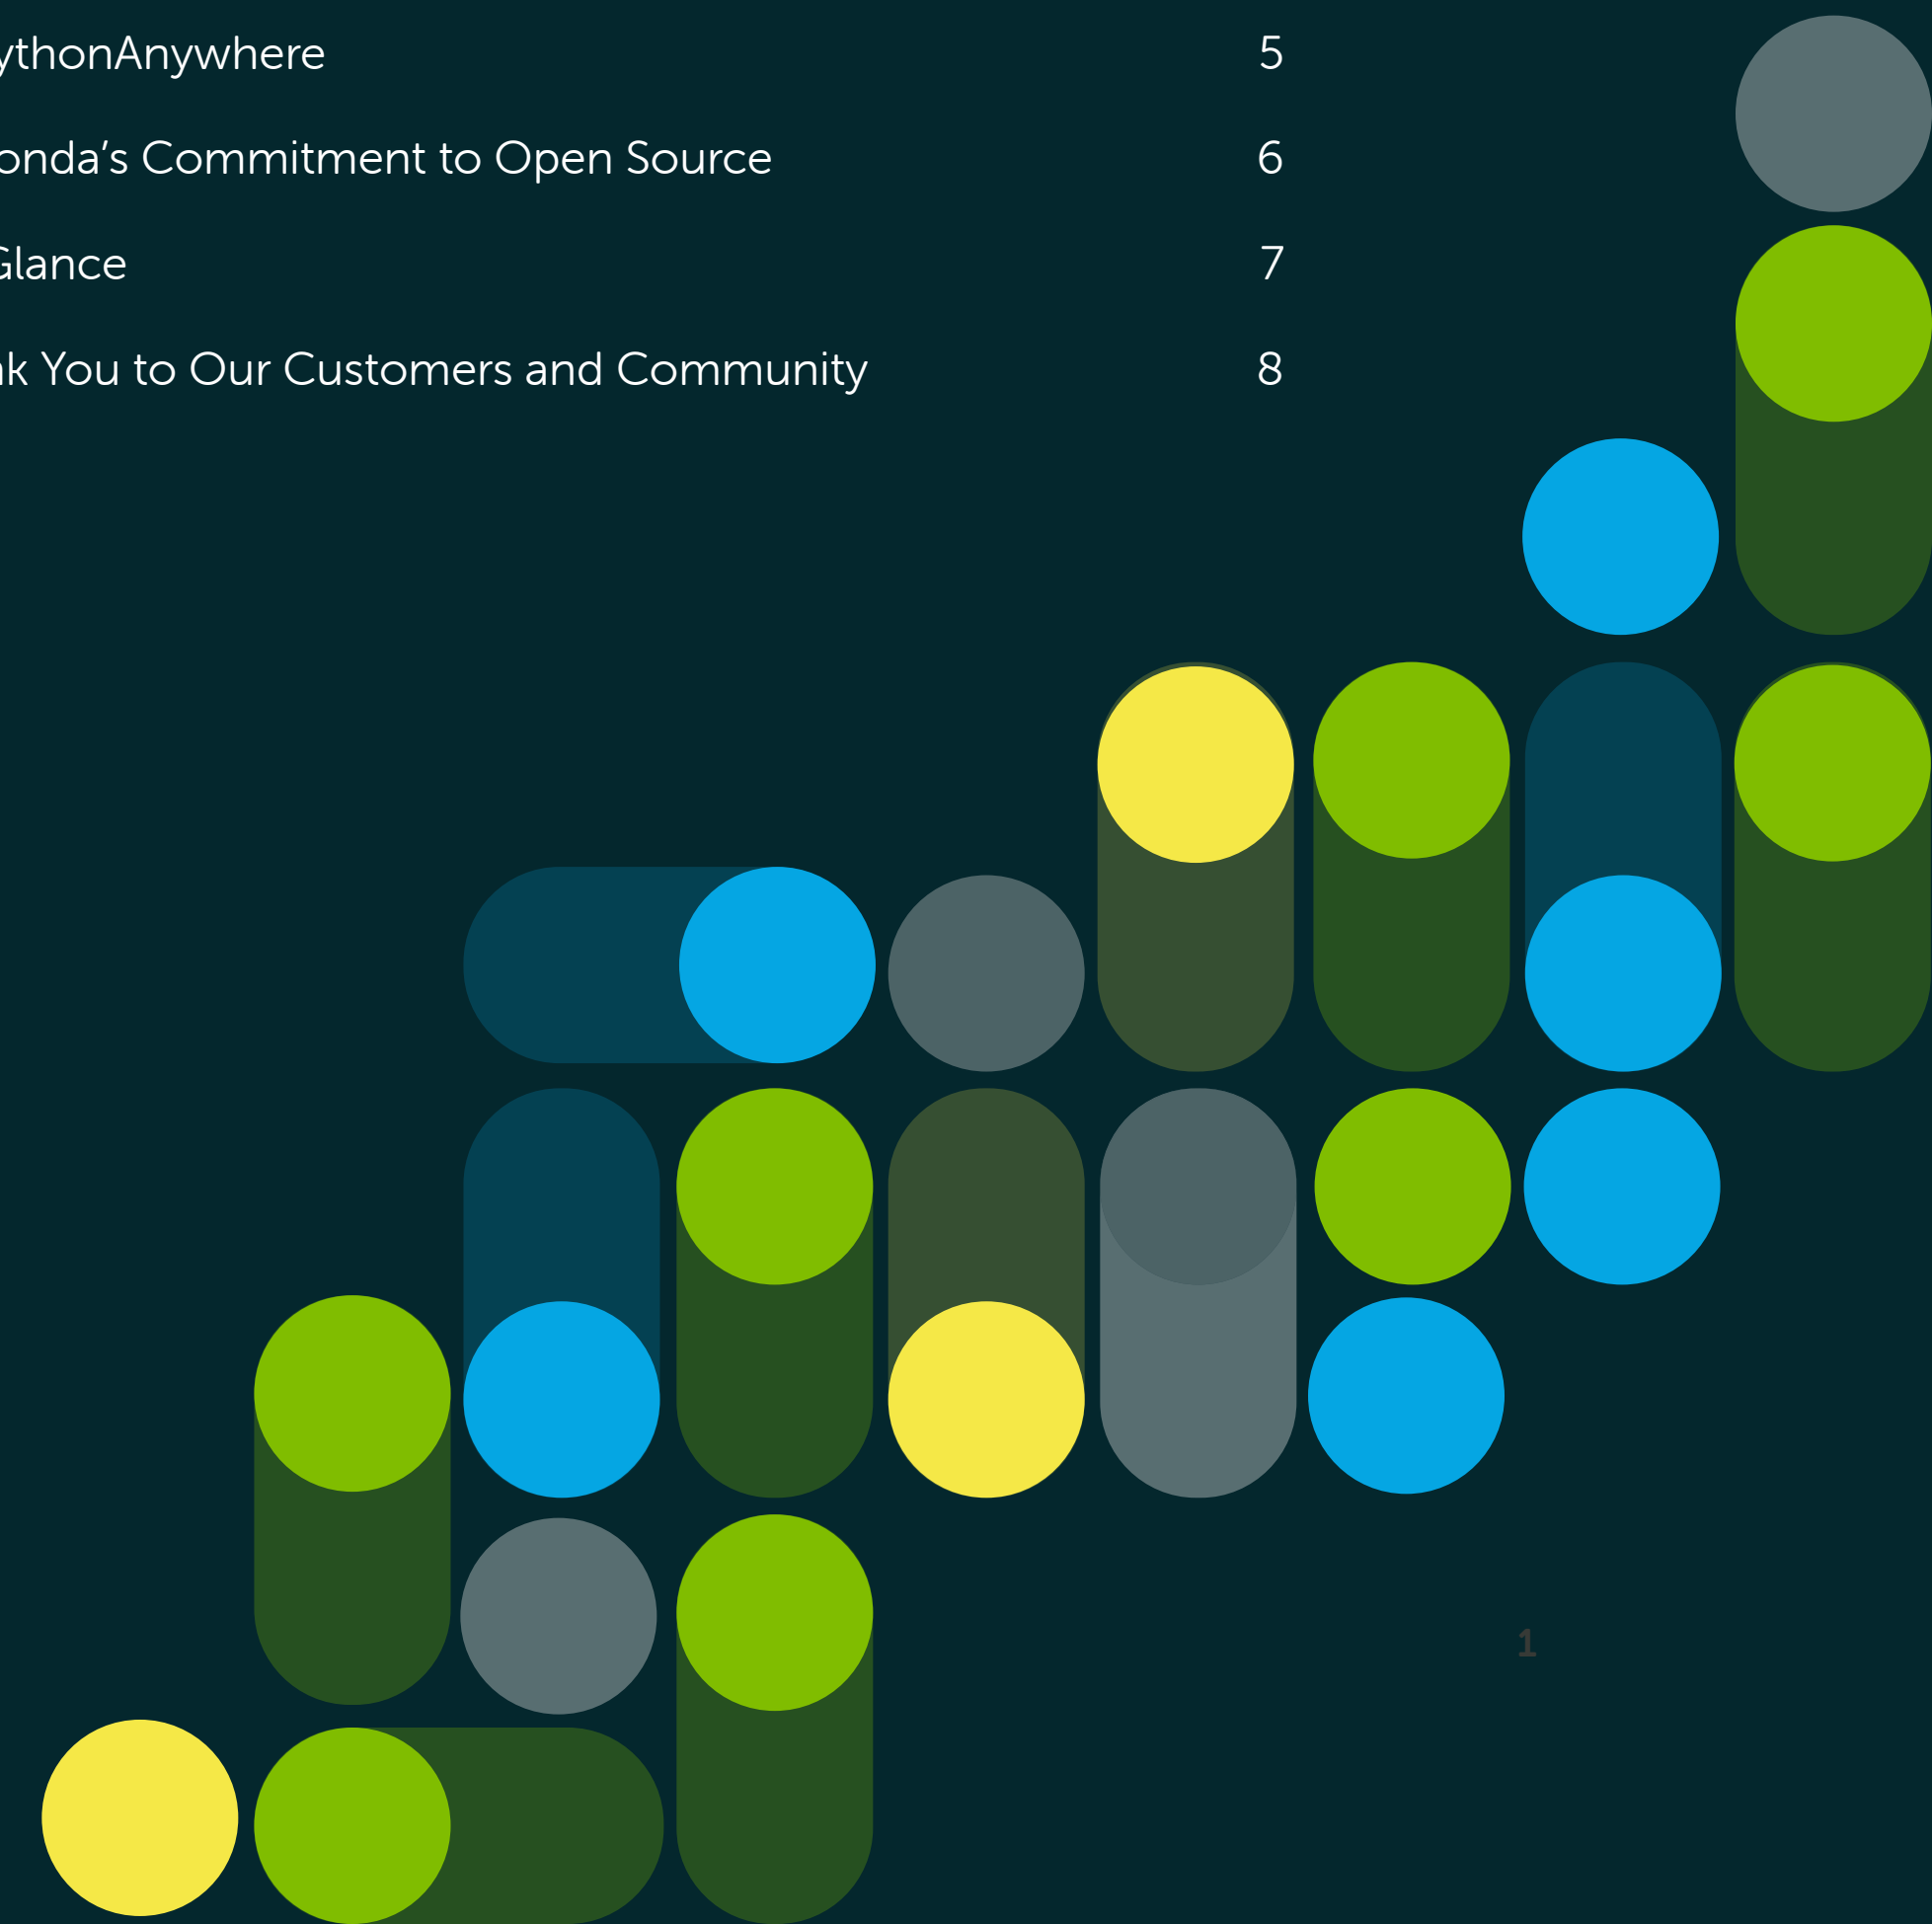 ythonAnywhere 5
onda’s Commitment to Open Source 6
Glance 7
k You to Our Customers and Community 8
1